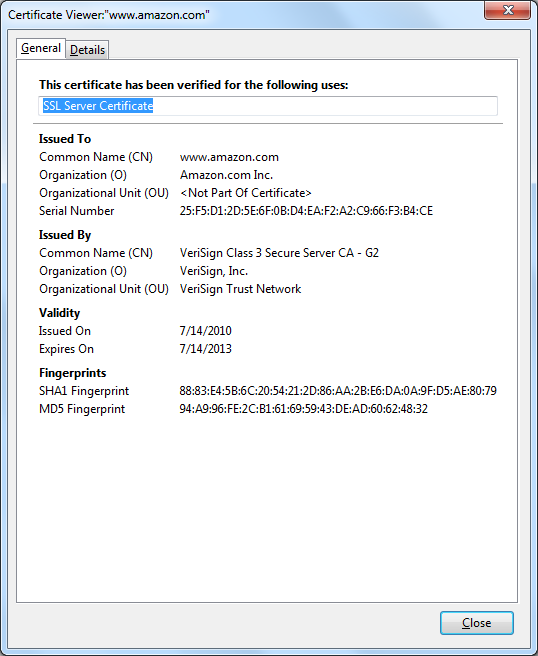 Certificate Viewer:"www.amazon.com"
General Details
This certificate has been verified for the following uses:
SSL Server Certificate
Issued To
Common Name (CN) www.amazon.com
Organization (O) Amazon.com Inc.
Organizational Unit (OU) <Not Part Of Certificate>
Serial Number 25:F5:D1:2D:5E:6F:0B:D4:EA:F2:A2:C9:66:F3:B4:CE
Issued By
Common Name (CN) VeriSign Class 3 Secure Server CA - G2
Organization (O) VeriSign, Inc.
Organizational Unit (OU) VeriSign Trust Network
Validity
Issued On 7/14/2010
Expires On 7/14/2013
Fingerprints
SHA1 Fingerprint 88:83:E4:5B:6C:20:54:21:2D:86:AA:2B:E6:DA:0A:9F:D5:AE:80:79
MD5 Fingerprint 94:A9:96:FE:2C:B1:61:69:59:43:DE:AD:60:62:48:32
Close